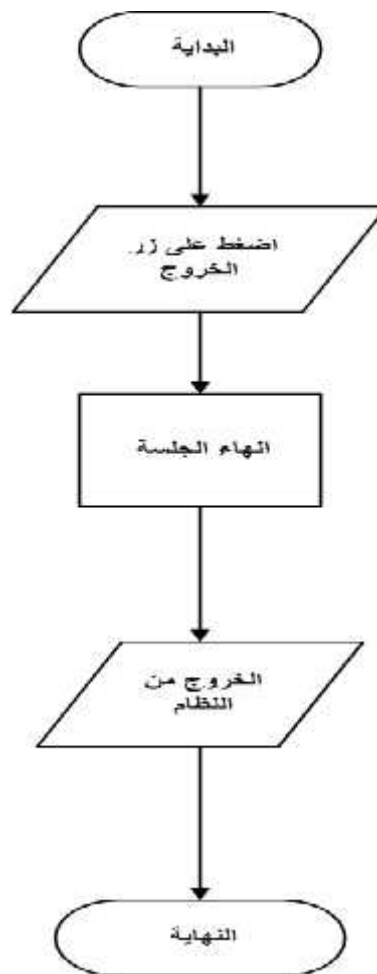 البداية
اضغط على زر
الخروج
انهاء الجلسة
الخروج من
النظام
النهاية